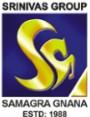 SRINIVAS GROUP
SAMAGRA GNANA
ESTD: 1988